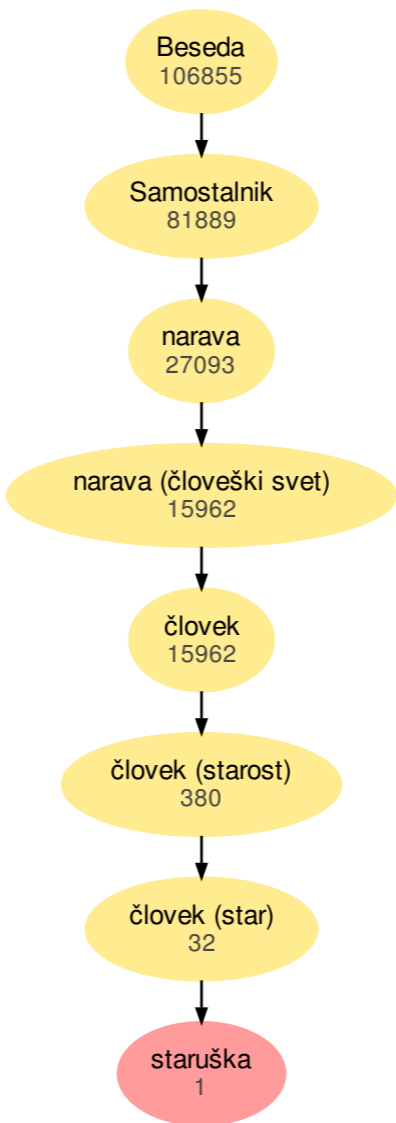 Beseda
106855
Samostalnik
81889
narava
27093
narava (človeški svet)
15962
človek
15962
človek (starost)
380
človek (star)
32
staruška
1